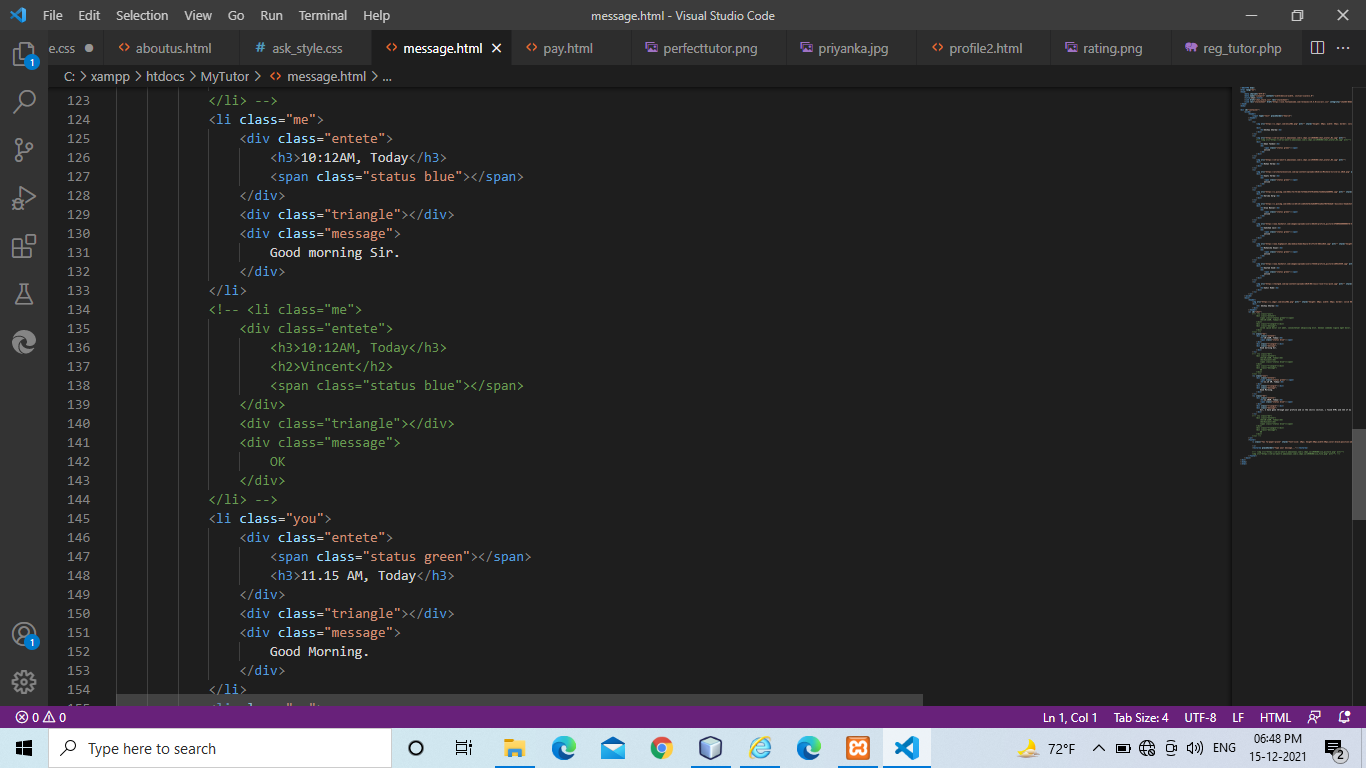 File Edit Selection View Go Run Terminal Help message.html - Visual Studio Code
e.css aboutus.html # ask_style.css message.html pay.html perfecttutor.png priyanka.jpg profile2.html rating.png reg_tutor.php
C: > xampp > htdocs > MyTutor > message.html > ...
123 </li> -->
124 <li class="me">
125 <div class="entete">
126 <h3>10:12AM, Today</h3>
127 <span class="status blue"></span>
128 </div>
129 <div class="triangle"></div>
130 <div class="message">
131 Good morning Sir.
132 </div>
133 </li>
134 <!-- <li class="me">
135 <div class="entete">
136 <h3>10:12AM, Today</h3>
137 <h2>Vincent</h2>
138 <span class="status blue"></span>
139 </div>
140 <div class="triangle"></div>
141 <div class="message">
142 OK
143 </div>
144 </li> -->
145 <li class="you">
146 <div class="entete">
147 <span class="status green"></span>
148 <h3>11.15 AM, Today</h3>
149 </div>
150 <div class="triangle"></div>
151 <div class="message">
152 Good Morning.
153 </div>
154 </li>
1
1
0 0 Ln 1, Col 1 Tab Size: 4 UTF-8 LF HTML
Type here to search 72°F ENG 06:48 PM
15-12-2021 2